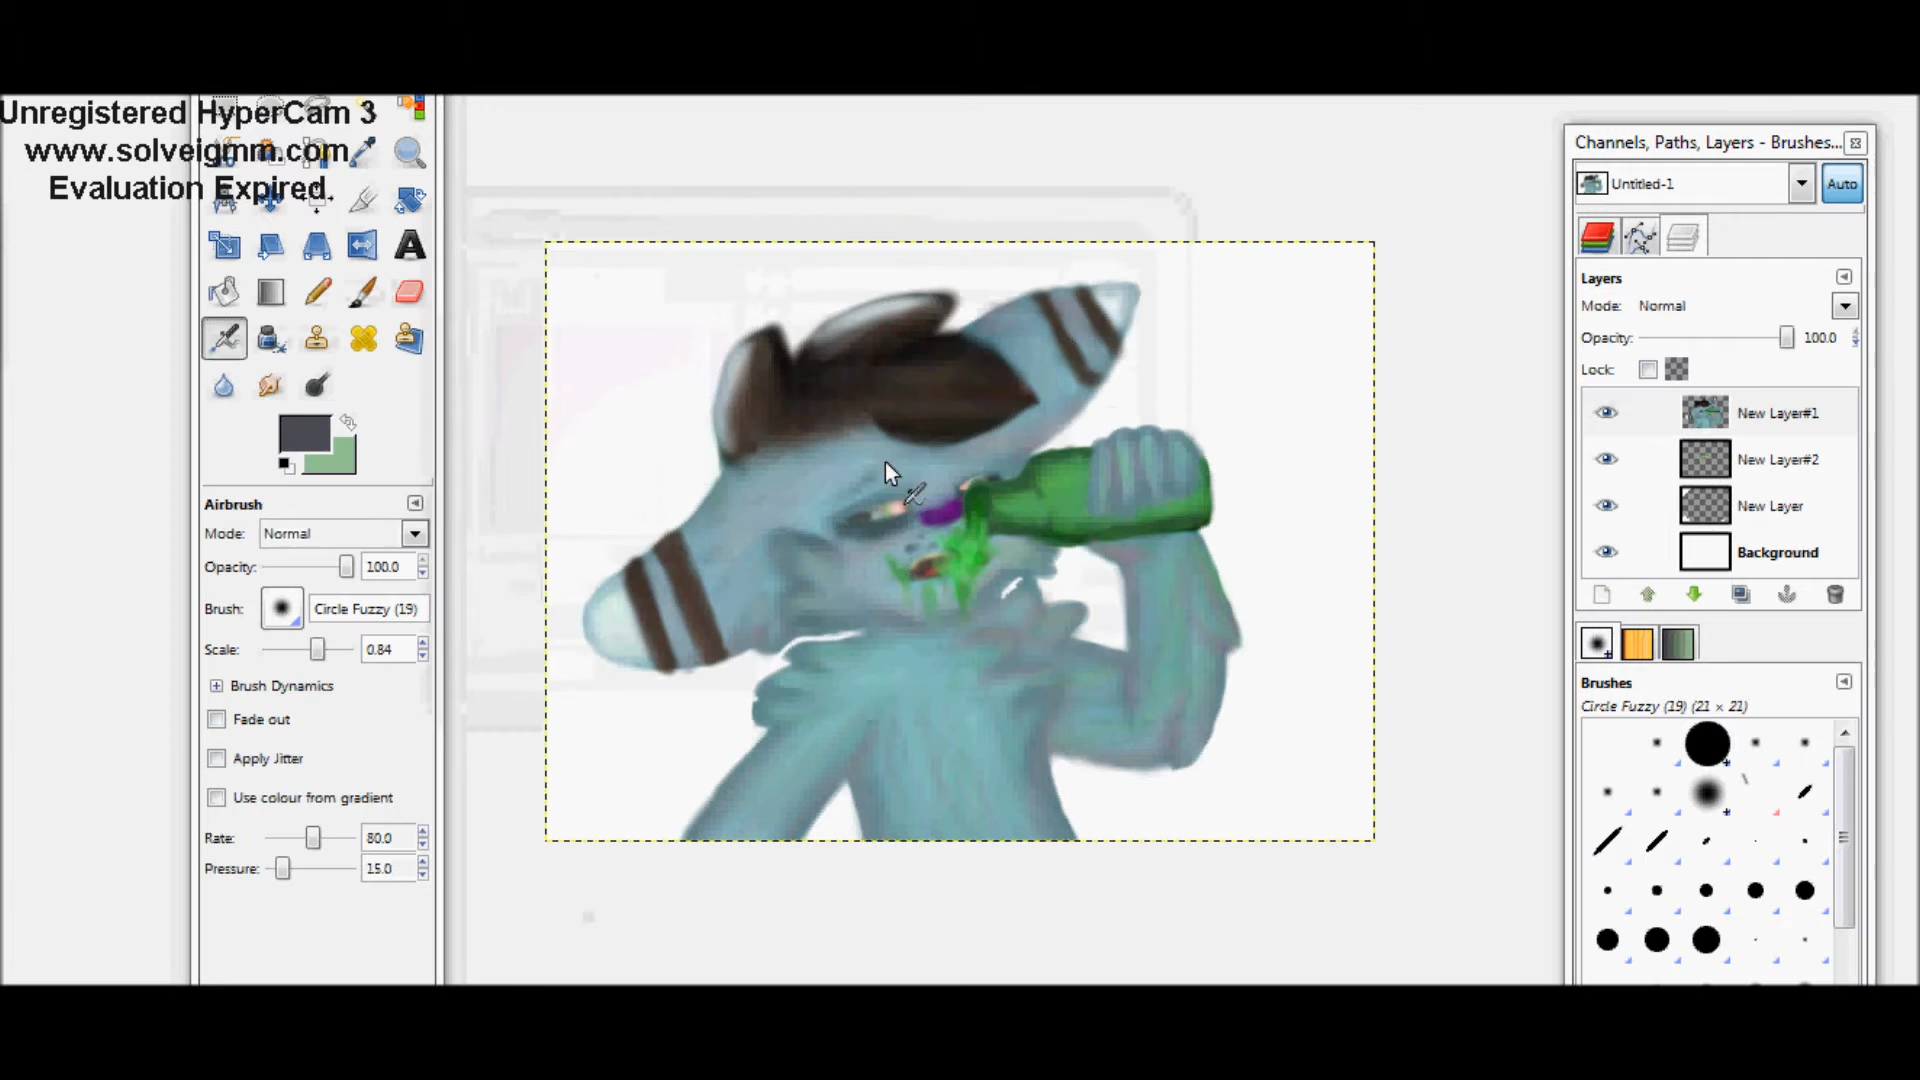 Unregistered HyperCam 3
www.solveigmm.com
Evaluation Expired.
Airbrush
Mode: Normal
Opacity: 100.0
Brush: Circle Fuzzy (19)
Scale: 0.84
Brush Dynamics
Fade out
Apply Jitter
Use colour from gradient
Rate: 80.0
Pressure: 15.0
Channels, Paths, Layers - Brushes...
Untitled-1
Auto
Layers
Mode: Normal
Opacity: 100.0
Lock:
New Layer#1
New Layer#2
New Layer
Background
Brushes
Circle Fuzzy (19) (21 × 21)